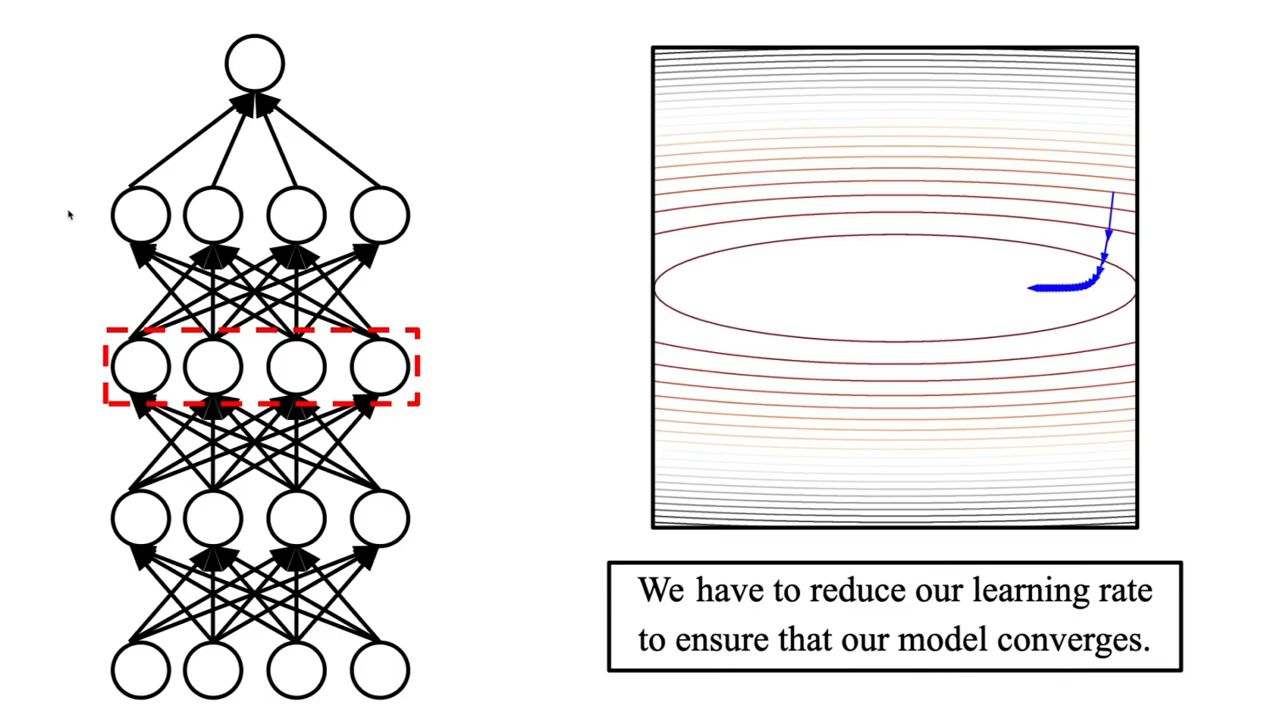 We have to reduce our learning rate
to ensure that our model converges.